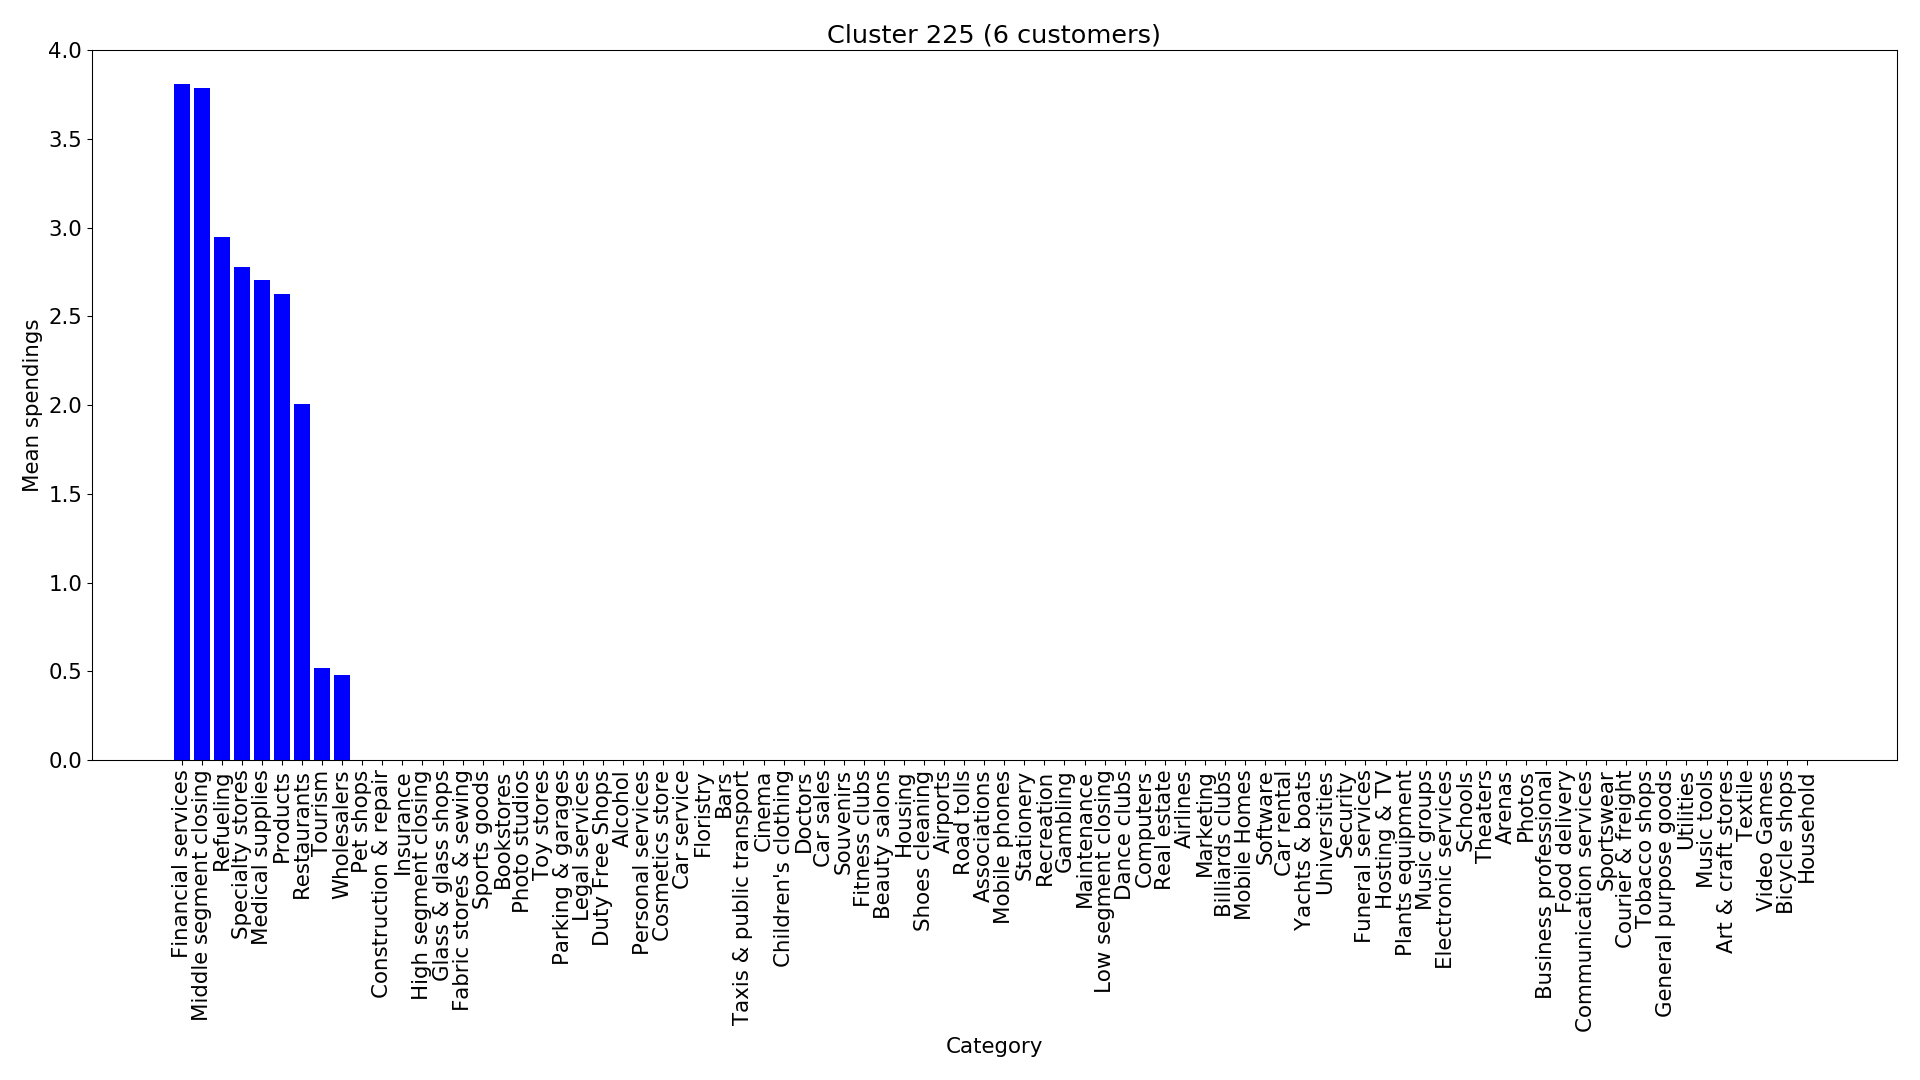 Cluster 225 (6 customers)
4.0
3.5
3.0
2.5
2.0
1.5
1.0
0.5
0.0
Mean spendings
Financial services
Middle segment closing
Refueling
Specialty stores
Medical supplies
Products
Restaurants
Tourism
Wholesalers
Pet shops
Construction & repair
Insurance
High segment closing
Glass & glass shops
Fabric stores & sewing
Sports goods
Bookstores
Photo studios
Toy stores
Parking & garages
Legal services
Duty Free Shops
Alcohol
Personal services
Cosmetics store
Car service
Floristry
Bars
Taxis & public transport
Cinema
Children's clothing
Doctors
Car sales
Souvenirs
Fitness clubs
Beauty salons
Housing
Shoes cleaning
Airports
Road tolls
Associations
Mobile phones
Stationery
Recreation
Gambling
Maintenance
Low segment closing
Dance clubs
Computers
Real estate
Airlines
Marketing
Billiards clubs
Mobile Homes
Software
Car rental
Yachts & boats
Universities
Security
Funeral services
Hosting & TV
Plants equipment
Music groups
Electronic services
Schools
Theaters
Arenas
Photos
Business professional
Food delivery
Communication services
Sportswear
Courier & freight
Tobacco shops
General purpose goods
Utilities
Music tools
Art & craft stores
Textile
Video Games
Bicycle shops
Household
Category